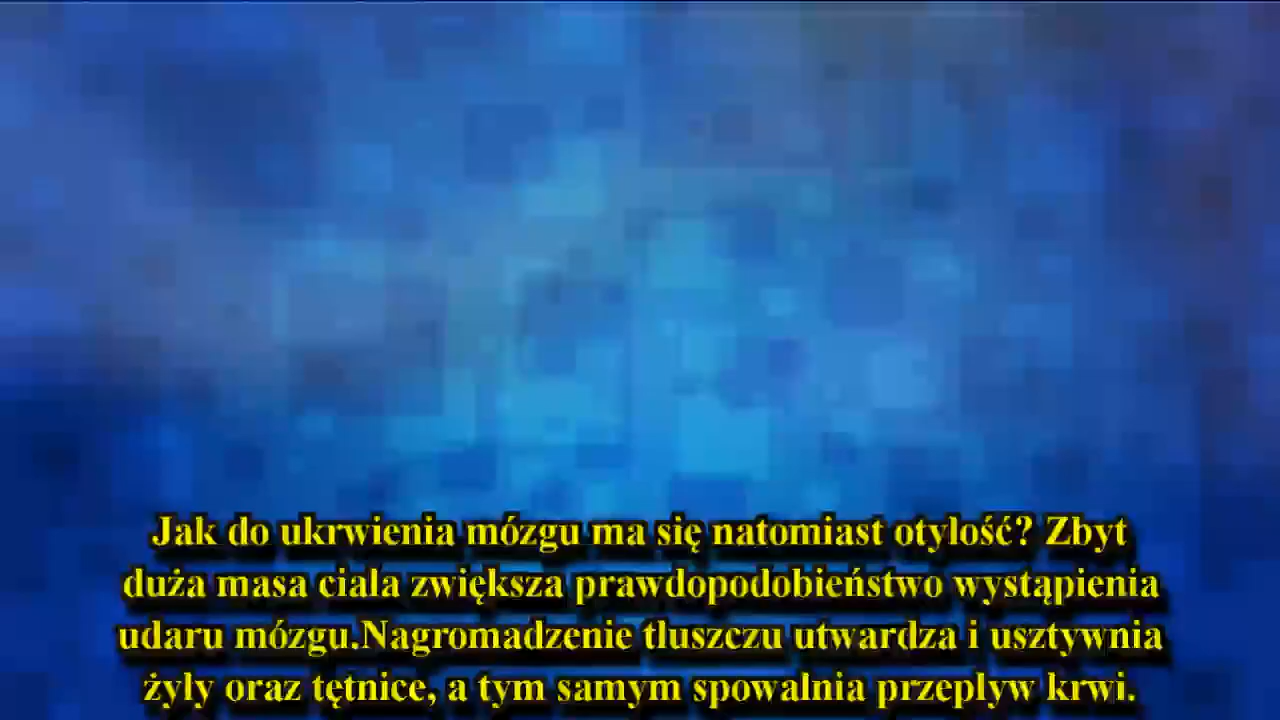 Jak do ukrwienia mózgu ma się natomiast otyłość? Zbyt
duża masa ciała zwiększa prawdopodobieństwo wystąpienia
udaru mózgu.Nagromadzenie tłuszczu utwardza i usztywnia
żyły oraz tętnice, a tym samym spowalnia przepływ krwi.